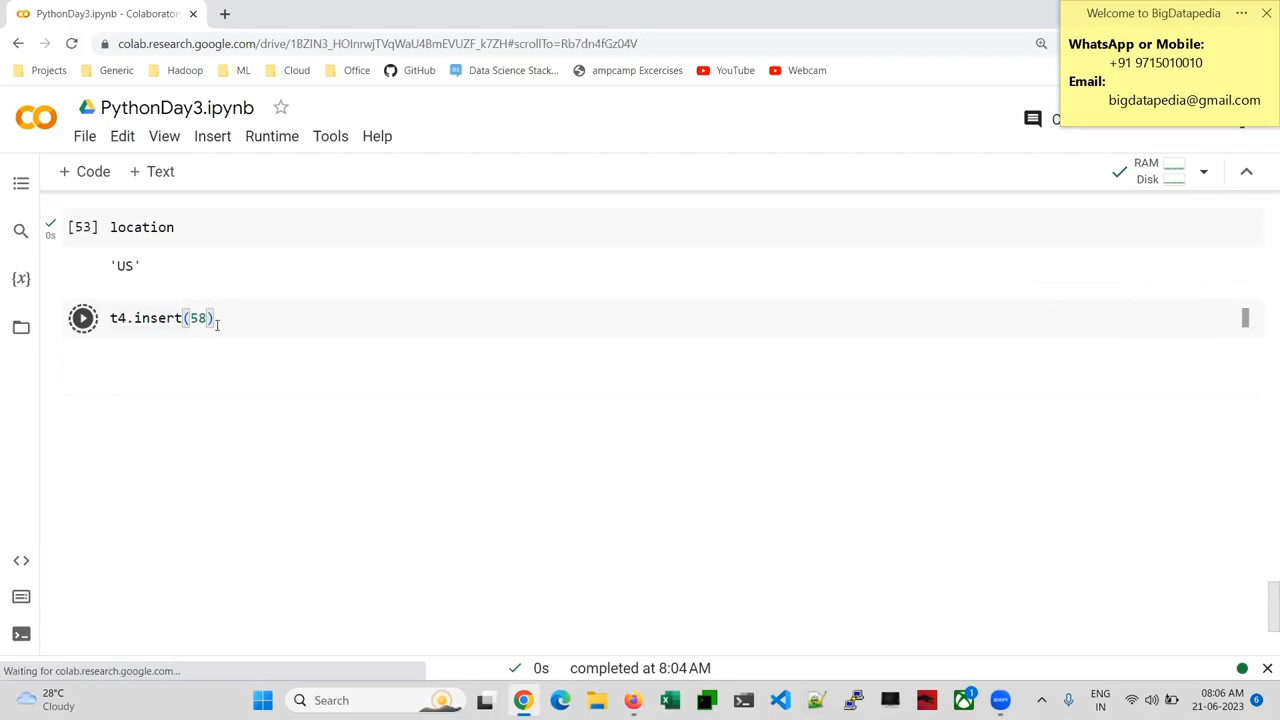 PythonDay3.ipynb - Colaborator
Welcome to BigDatapedia
colab.research.google.com/drive/1BZIN3_HOInrwjTVqWaU4BmEVUZF_k7ZH#scrollTo=Rb7dn4fGz04V
WhatsApp or Mobile:
+91 9715010010
Email:
bigdatapedia@gmail.com
Projects
Generic
Hadoop
ML
Cloud
Office
GitHub
Data Science Stack...
ampcamp Excercises
YouTube
Webcam
PythonDay3.ipynb
File Edit View Insert Runtime Tools Help
+ Code + Text
RAM
Disk
[53] location
0s
'US'
{x}
t4.insert(58)
Waiting for colab.research.google.com...
0s completed at 8:04 AM
28°C
Cloudy
Search
1
ENG
IN
08:06 AM
21-06-2023
6